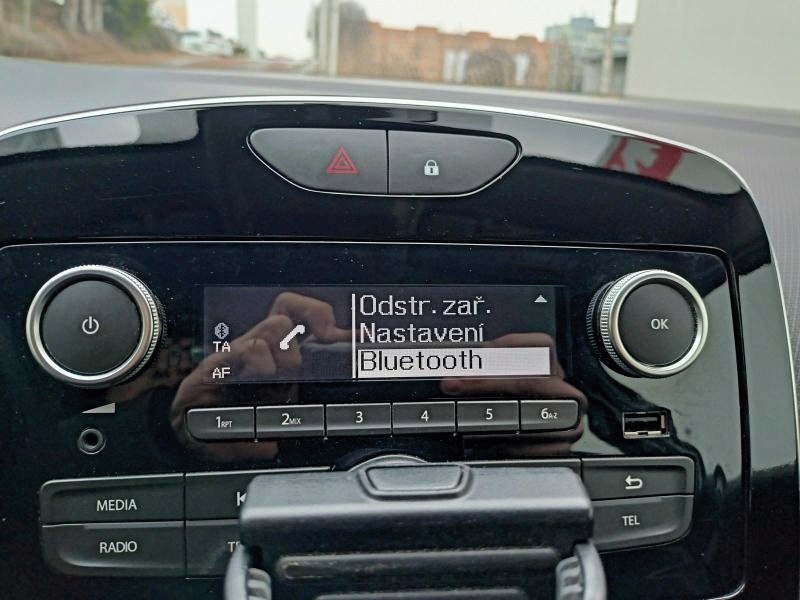 OK
Odstr.zař.
Nastavení
Bluetooth
TA
AF
1RPT
2MIX
3
4
5
6A-Z
MEDIA
RADIO
TEL